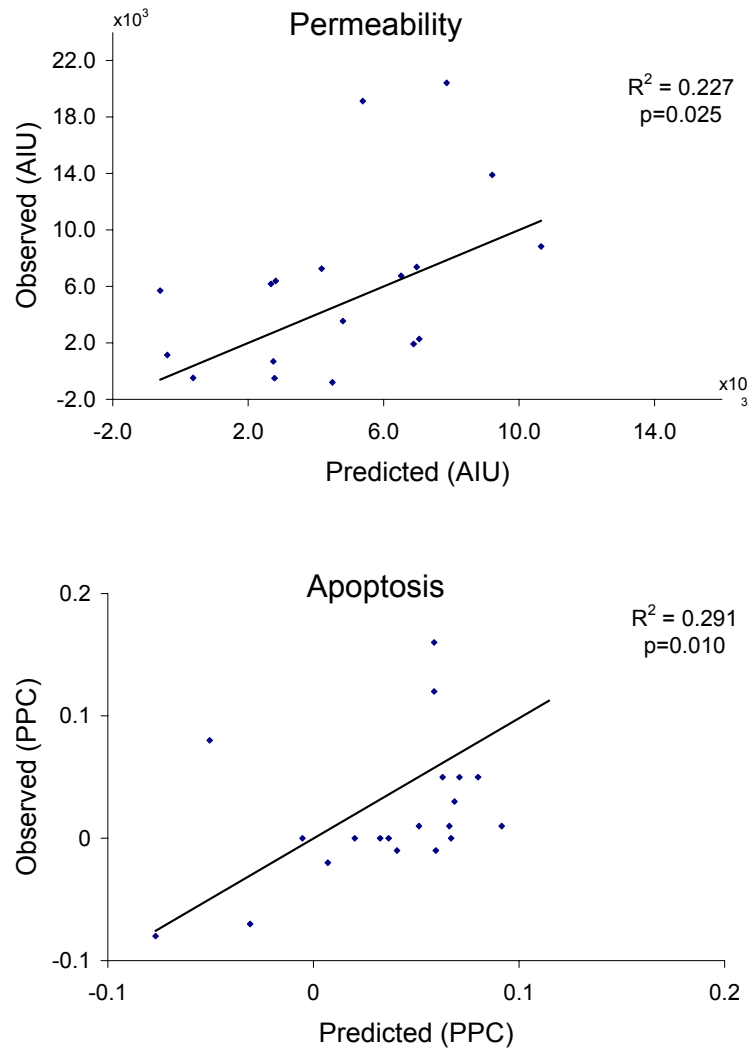 x10³
Permeability
22.0
18.0
14.0
10.0
6.0
2.0
-2.0
Observed (AIU)
R² = 0.227
p=0.025
x10
3
-2.0 2.0 6.0 10.0 14.0
Predicted (AIU)
Apoptosis
0.2
0.1
0
-0.1
Observed (PPC)
R² = 0.291
p=0.010
-0.1 0 0.1 0.2
Predicted (PPC)